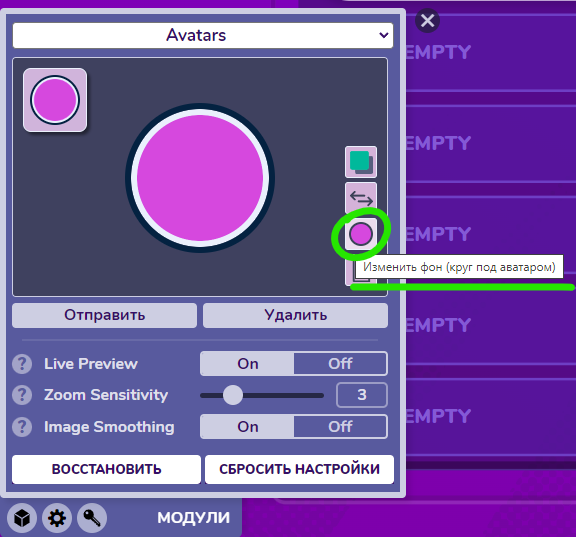 Avatars
EMPTY
EMPTY
EMPTY
Изменить фон (круг под аватаром)
Отправить
Удалить
EMPTY
? Live Preview
On
Off
? Zoom Sensitivity
3
EMPTY
? Image Smoothing
On
Off
ВОССТАНОВИТЬ
СБРОСИТЬ НАСТРОЙКИ
МОДУЛИ